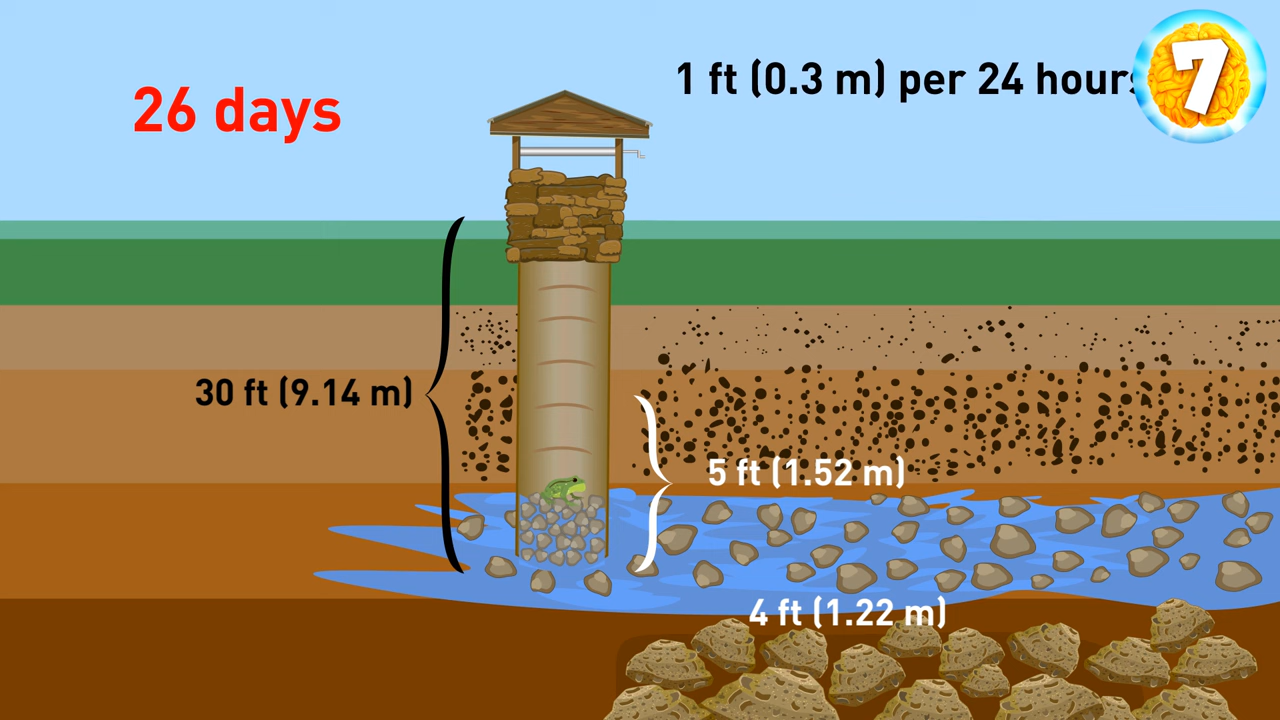 26 days
1 ft (0.3 m) per 24 hours
7
30 ft (9.14 m)
5 ft (1.52 m)
4 ft (1.22 m)